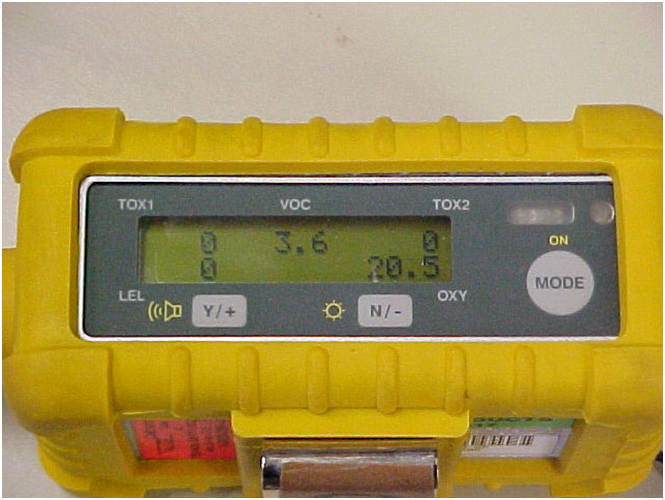 TOX1 VOC TOX2
0 3.6 0
0 20.5
ON
MODE
LEL Y/+ N/- OXY